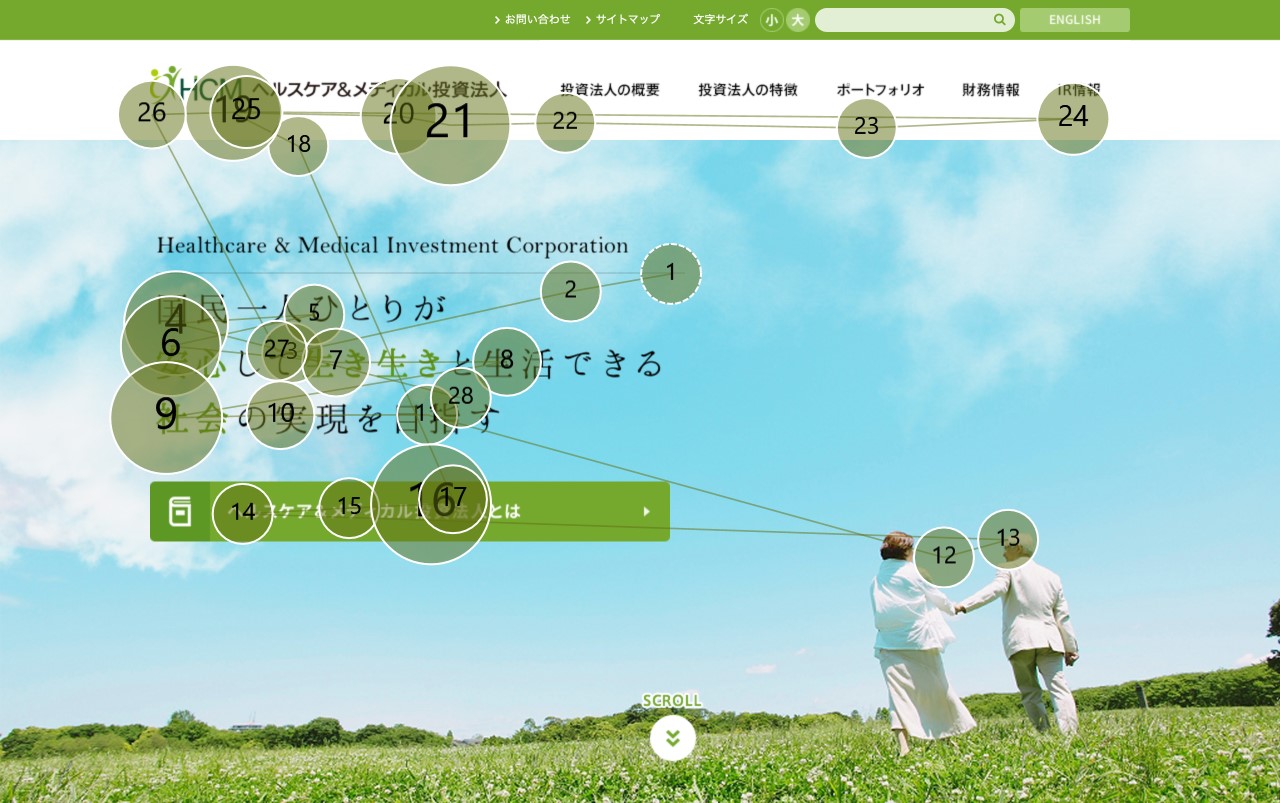 お問い合わせ サイトマップ 文字サイズ 小 大 ENGLISH
HCM ヘルスケア&メディカル投資法人 投資法人の概要 投資法人の特徴 ポートフォリオ 財務情報 IR情報
26 19 25 20 21 22 23 24
18
Healthcare & Medical Investment Corporation
1
2
国民一人ひとりが
4 5
6 27 3 7 8
安心して生き生きと生活できる
28
社会の実現を目指す
9 10
ヘルスケア&メディカル投資法人とは
14 15 16 17
12 13
SCROLL